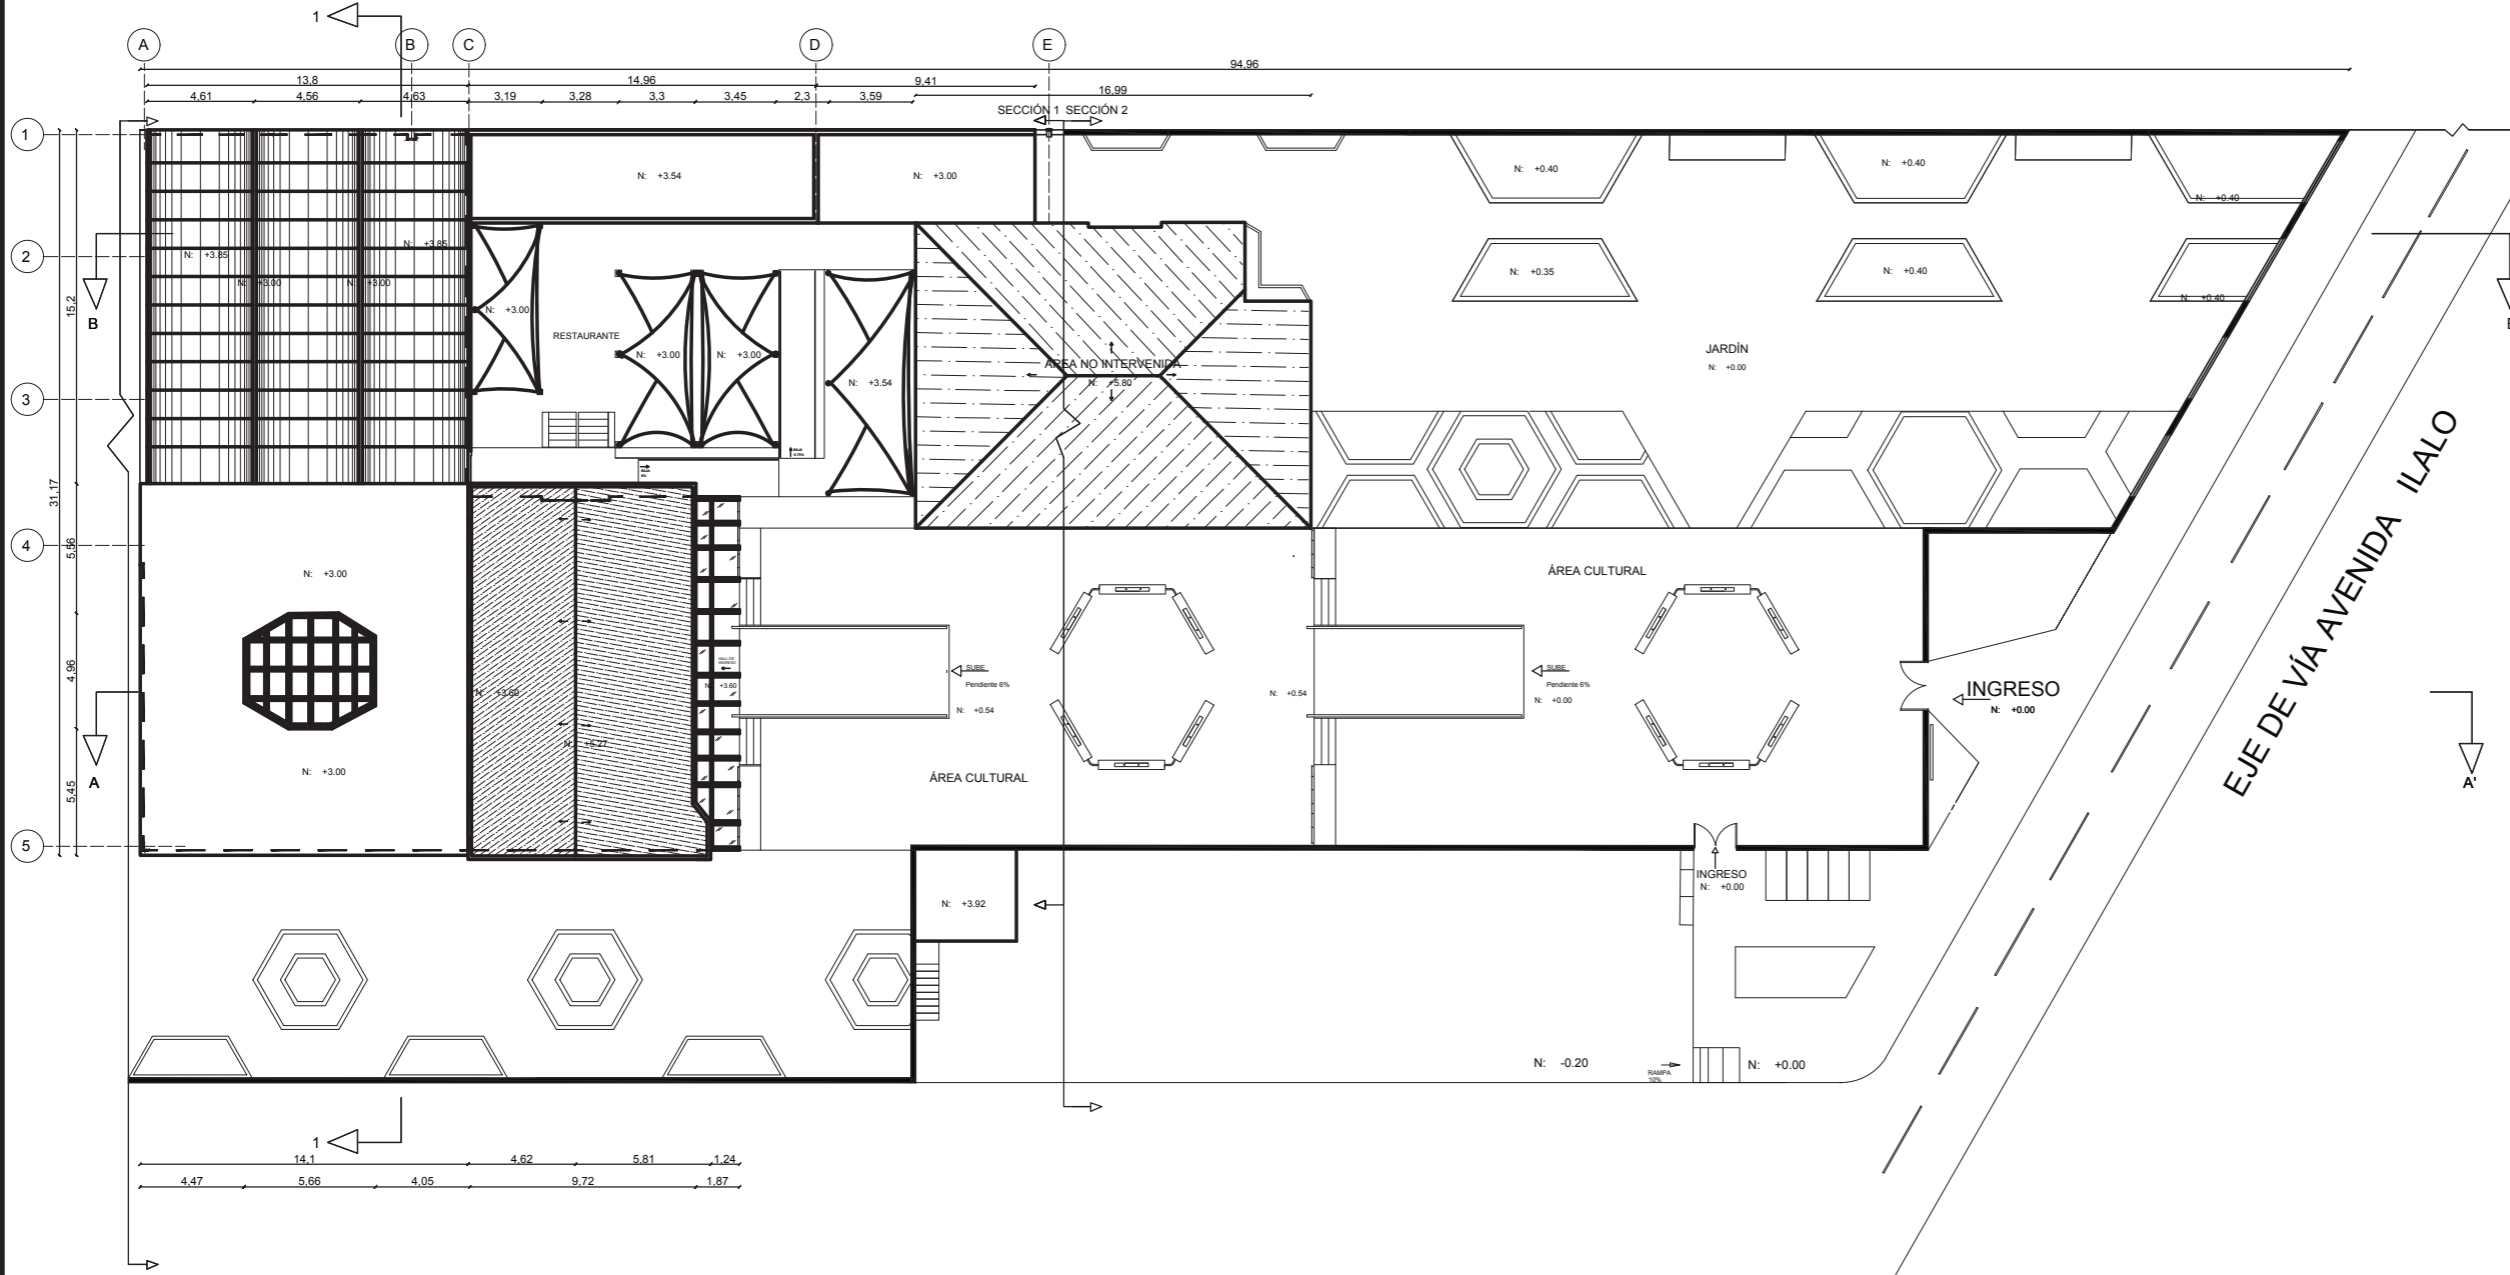 1
A
B
C
D
E
94,96
13,8
14,96
9,41
4,61
4,56
4,63
3,19
3,28
3,3
3,45
2,3
3,59
16,99
SECCIÓN 1 SECCIÓN 2
1
N: +3.54
N: +3.00
N: +0.40
N: +0.40
N: +0.40
2
N: +3.85
N: +3.85
N: +3.00
N: +3.00
N: +0.35
N: +0.40
N: +0.40
15,2
B
N: +3.00
RESTAURANTE
N: +3.00
N: +3.00
N: +3.54
ÁREA NO INTERVENIDA
N: +5.80
JARDÍN
N: +0.00
3
31,17
4
5,56
N: +3.00
ÁREA CULTURAL
EJE DE VÍA AVENIDA ILALO
4,96
HALL DE
INGRESO
N: +3.60
N: +3.60
SUBE
Pendiente 6%
N: +0.54
N: +0.54
SUBE
Pendiente 6%
N: +0.00
INGRESO
N: +0.00
A
N: +3.00
ÁREA CULTURAL
A'
5,45
5
INGRESO
N: +0.00
N: +3.92
N: -0.20
RAMPA
10%
N: +0.00
1
14,1
4,62
5,81
1,24
4,47
5,66
4,05
9,72
1,87